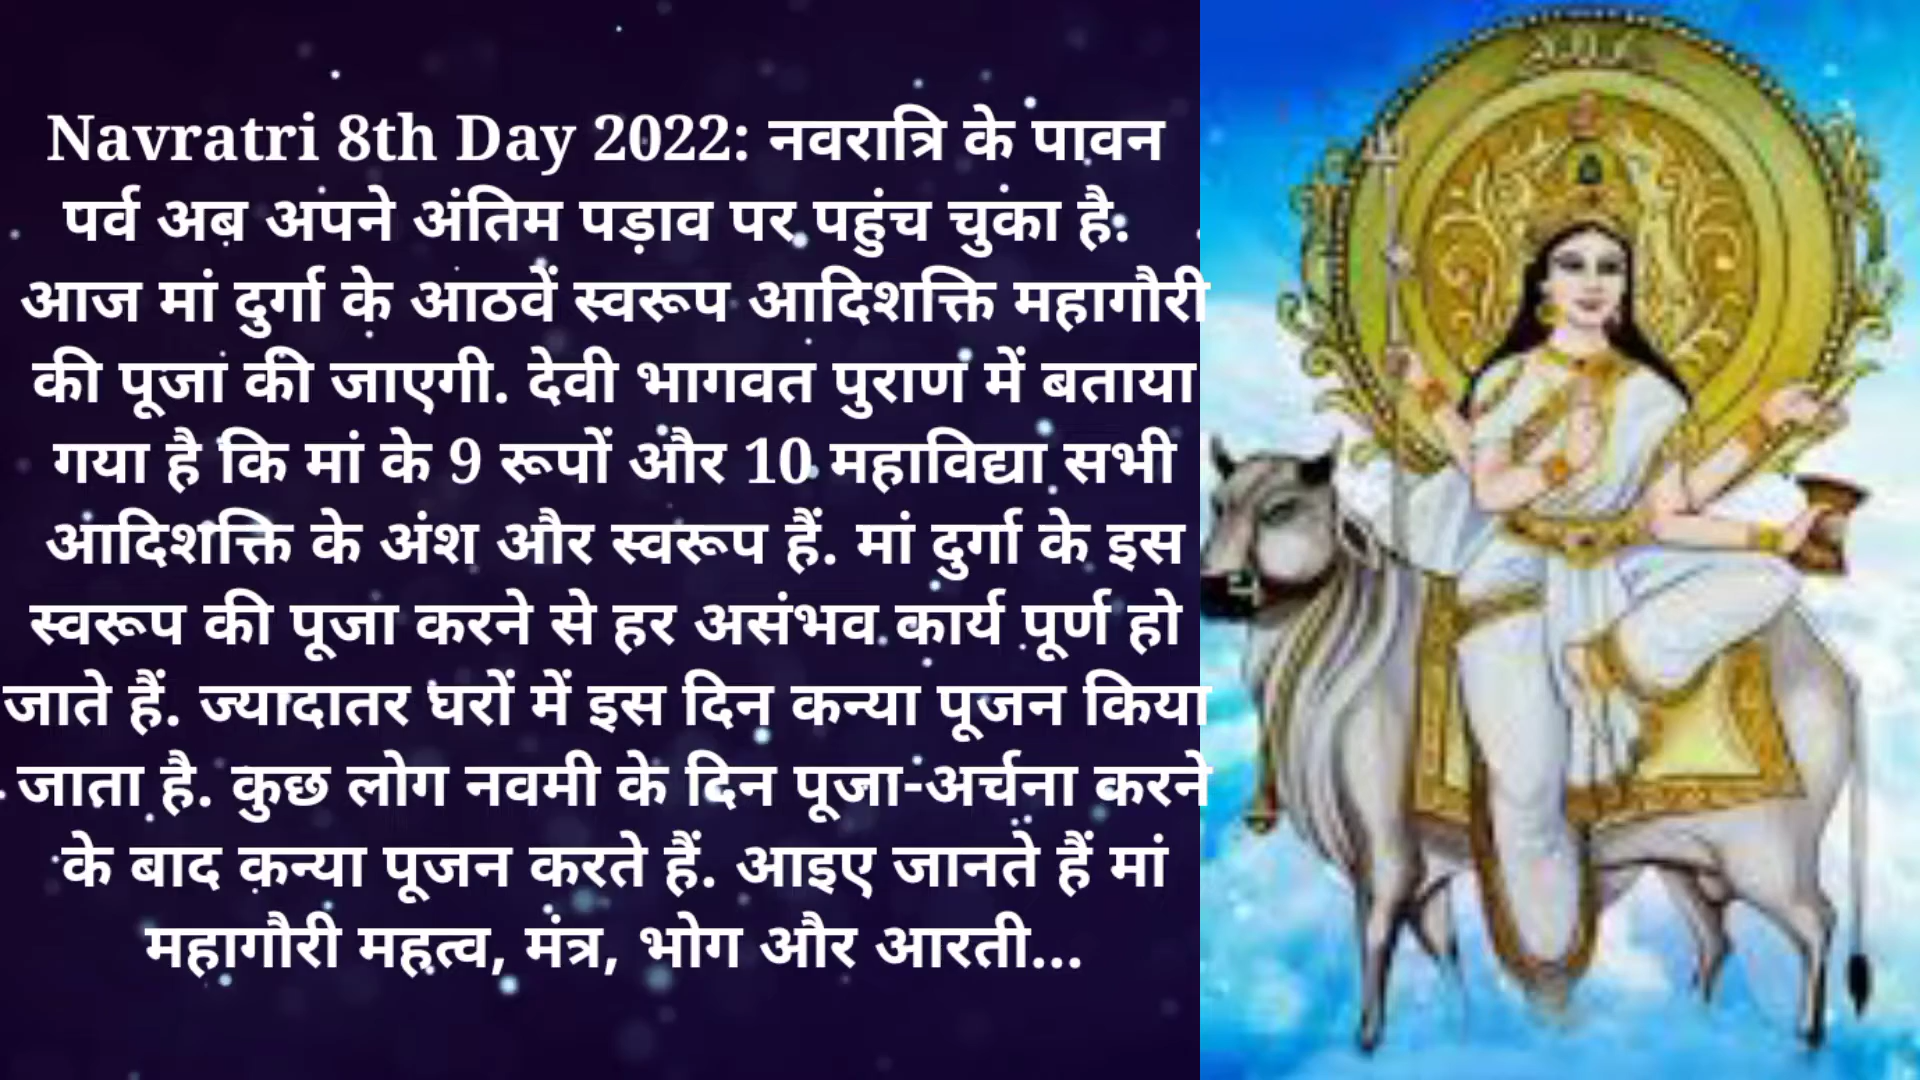 Navratri 8th Day 2022: नवरात्रि के पावन
पर्व अब अपने अंतिम पड़ाव पर पहुंच चुका है.
आज मां दुर्गा के आठवें स्वरूप आदिशक्ति महागौरी
की पूजा की जाएगी. देवी भागवत पुराण में बताया
गया है कि मां के 9 रूपों और 10 महाविद्या सभी
आदिशक्ति के अंश और स्वरूप हैं. मां दुर्गा के इस
स्वरूप की पूजा करने से हर असंभव कार्य पूर्ण हो
जाते हैं. ज्यादातर घरों में इस दिन कन्या पूजन किया
जाता है. कुछ लोग नवमी के दिन पूजा-अर्चना करने
के बाद कन्या पूजन करते हैं. आइए जानते हैं मां
महागौरी महत्व, मंत्र, भोग और आरती...